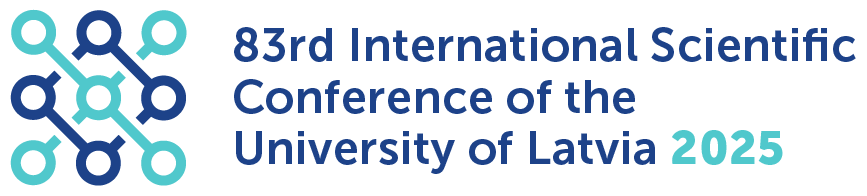 83rd International Scientific
Conference of the
University of Latvia 2025